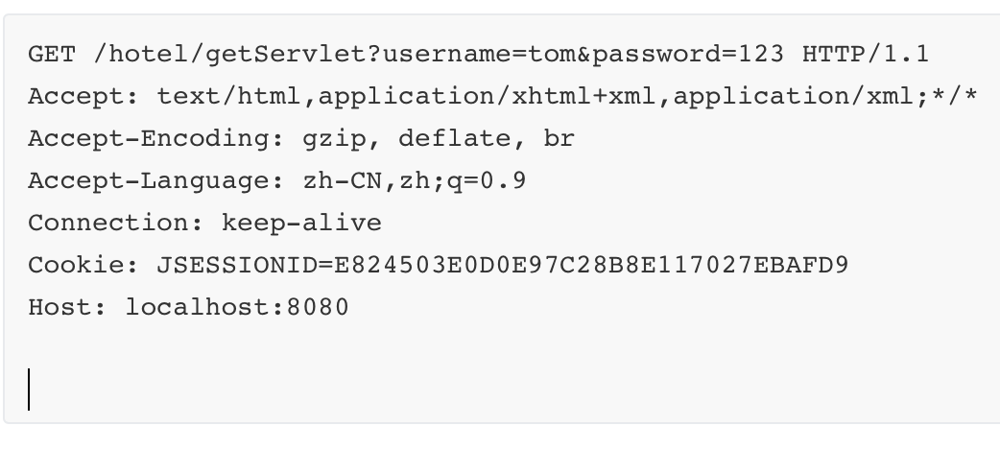 GET /hotel/getServlet?username=tom&password=123 HTTP/1.1
Accept: text/html,application/xhtml+xml,application/xml;*/*
Accept-Encoding: gzip, deflate, br
Accept-Language: zh-CN,zh;q=0.9
Connection: keep-alive
Cookie: JSESSIONID=E824503E0D0E97C28B8E117027EBAFD9
Host: localhost:8080